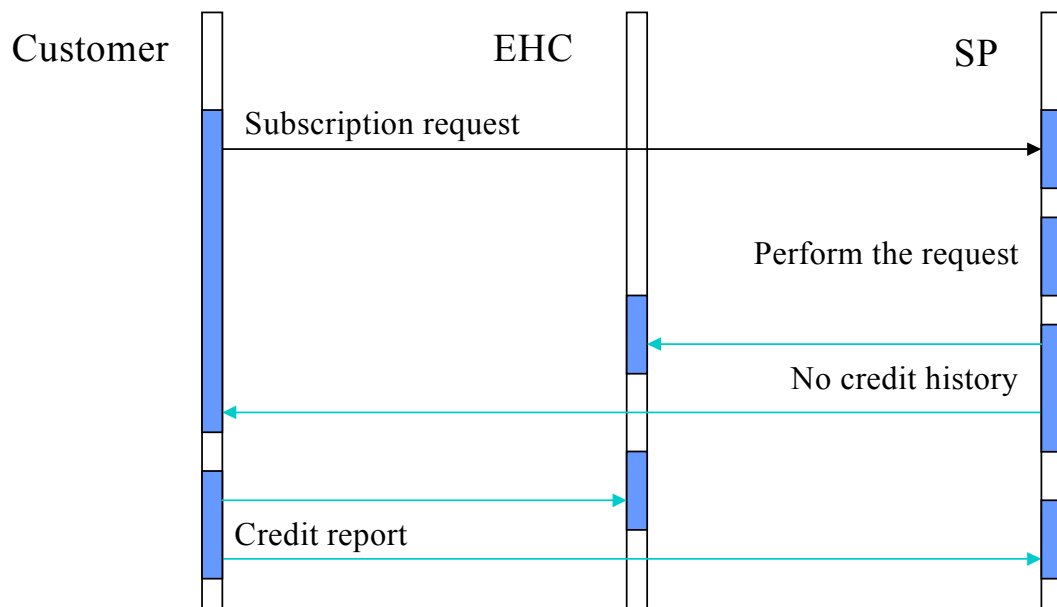 Customer
EHC
SP
Subscription request
Perform the request
No credit history
Credit report